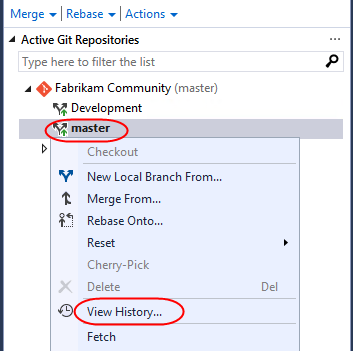 Merge Rebase Actions
Active Git Repositories
Type here to filter the list
Fabrikam Community (master)
Development
master
Checkout
New Local Branch From...
Merge From...
Rebase Onto...
Reset
Cherry-Pick
Delete Del
View History...
Fetch